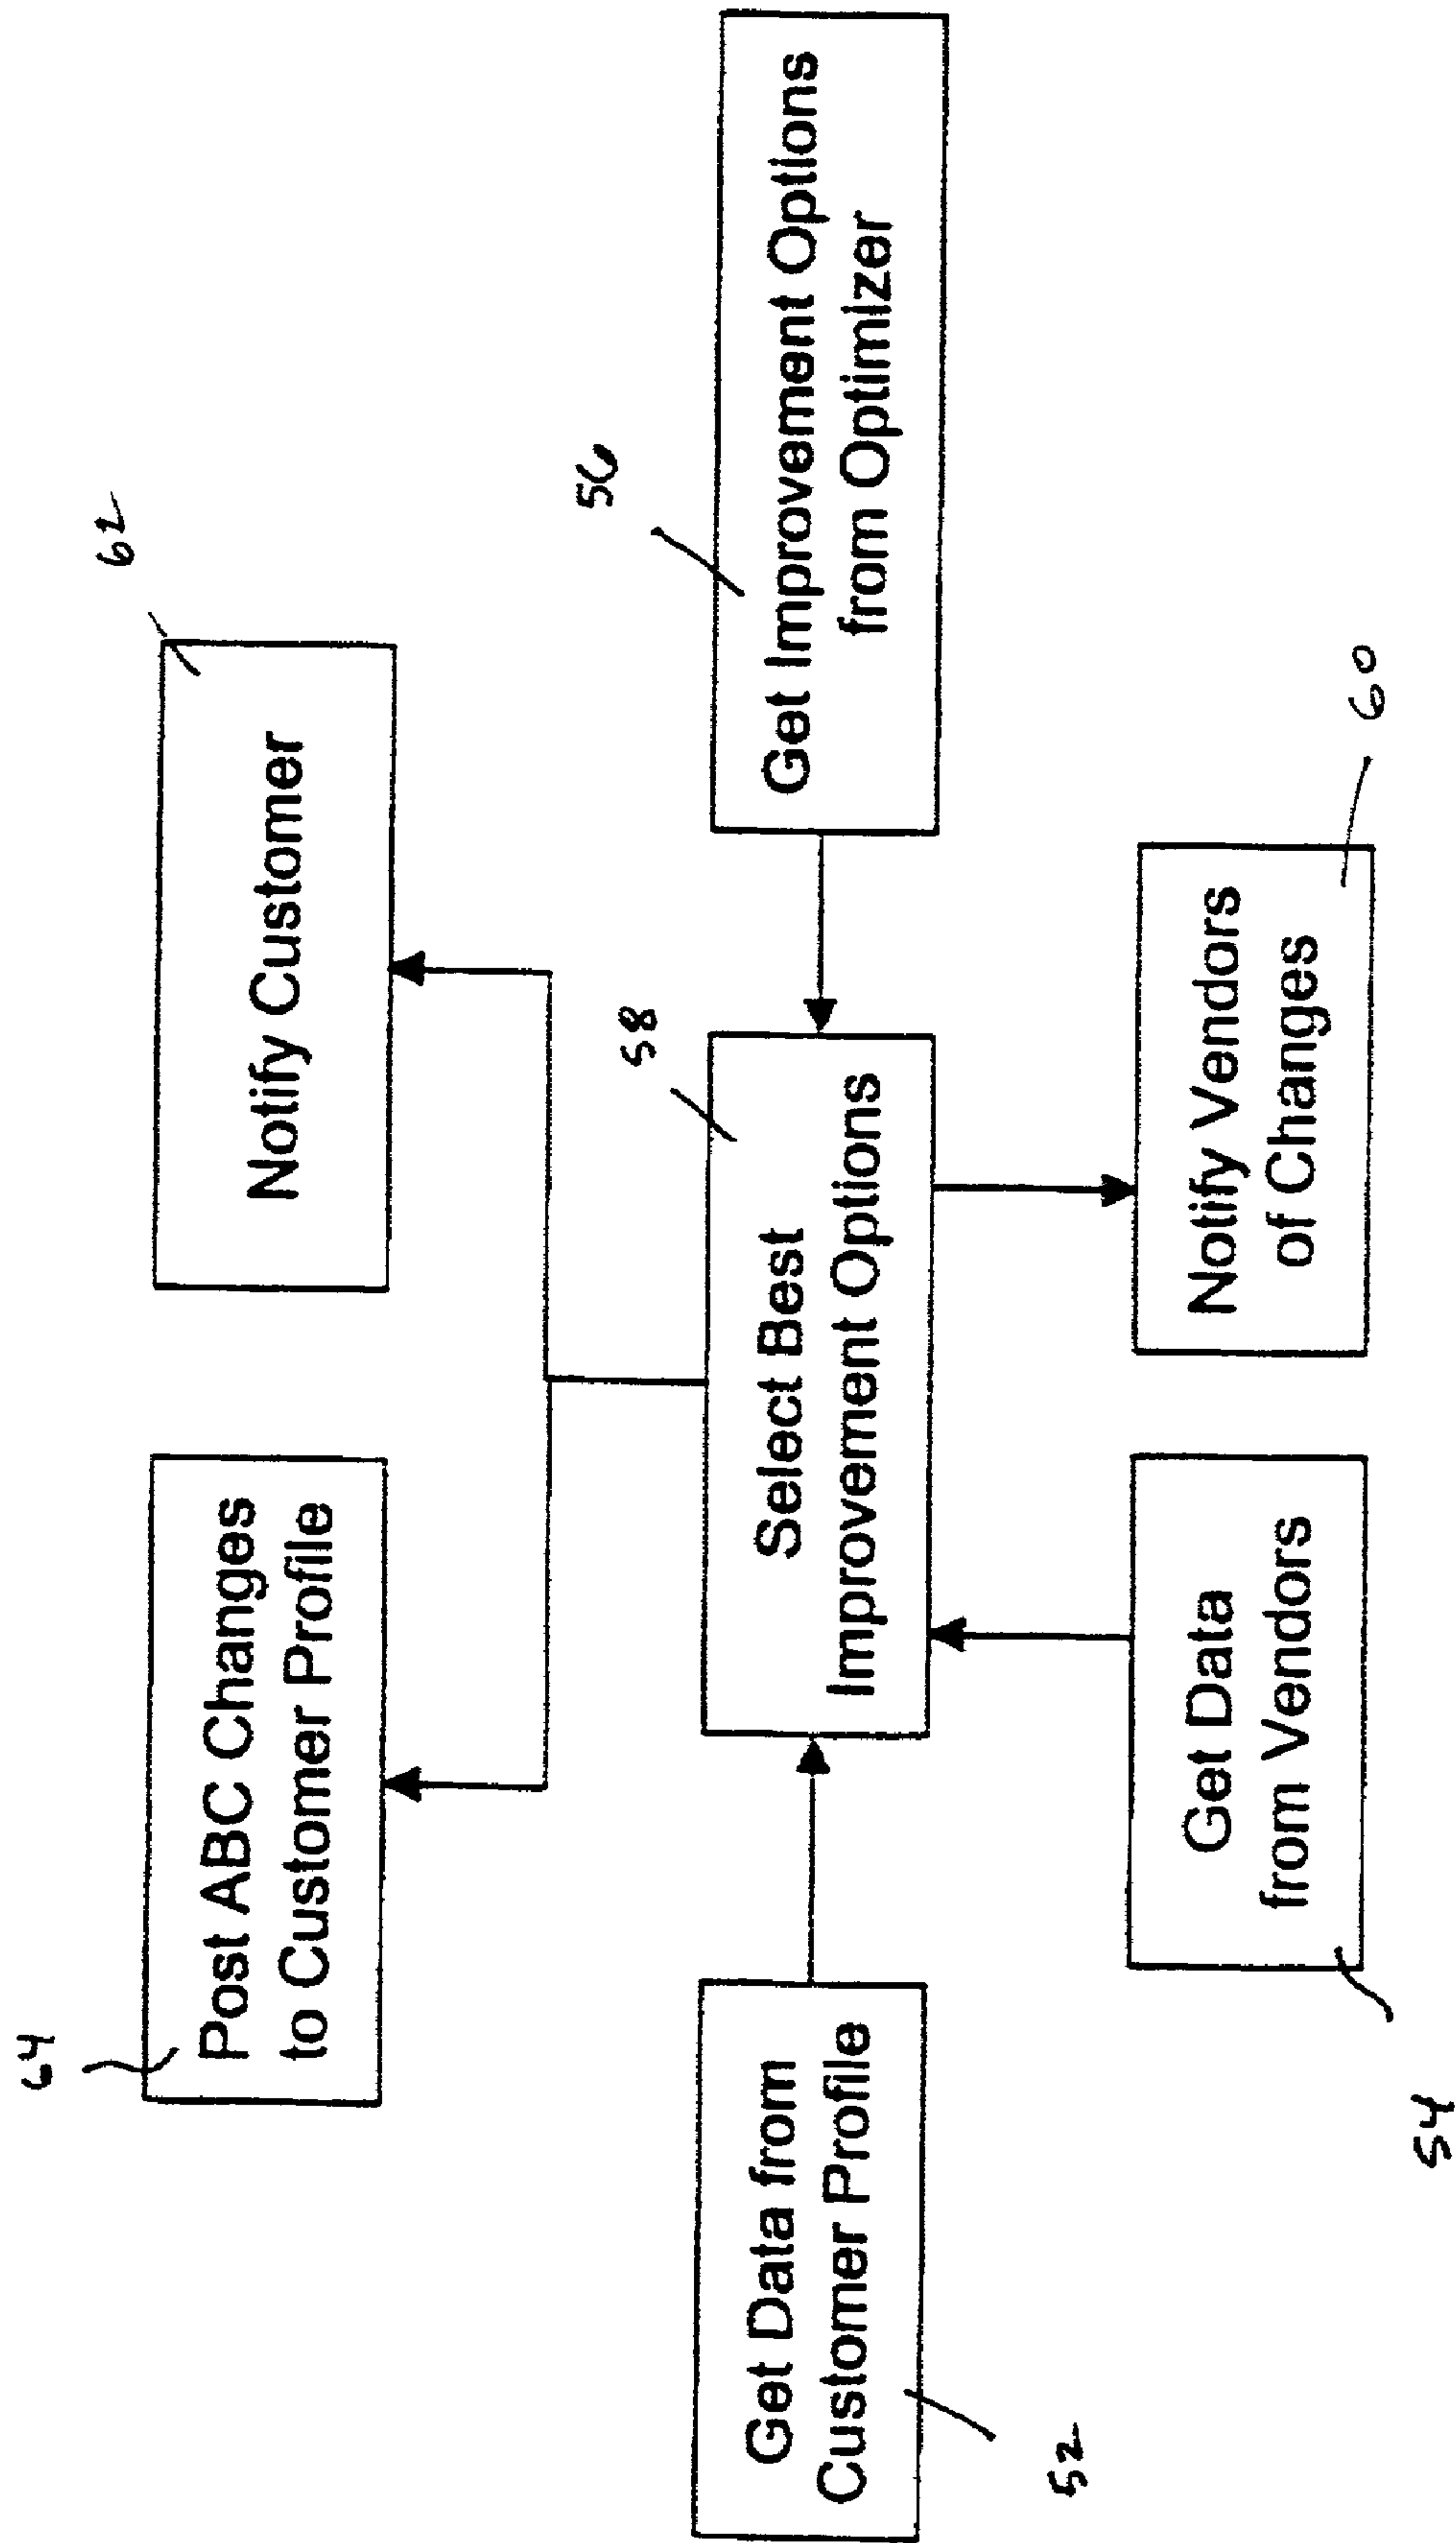 64
Post ABC Changes
to Customer Profile
62
Notify Customer
52
Get Data from
Customer Profile
58
Select Best
Improvement Options
56
Get Improvement Options
from Optimizer
54
Get Data
from Vendors
60
Notify Vendors
of Changes